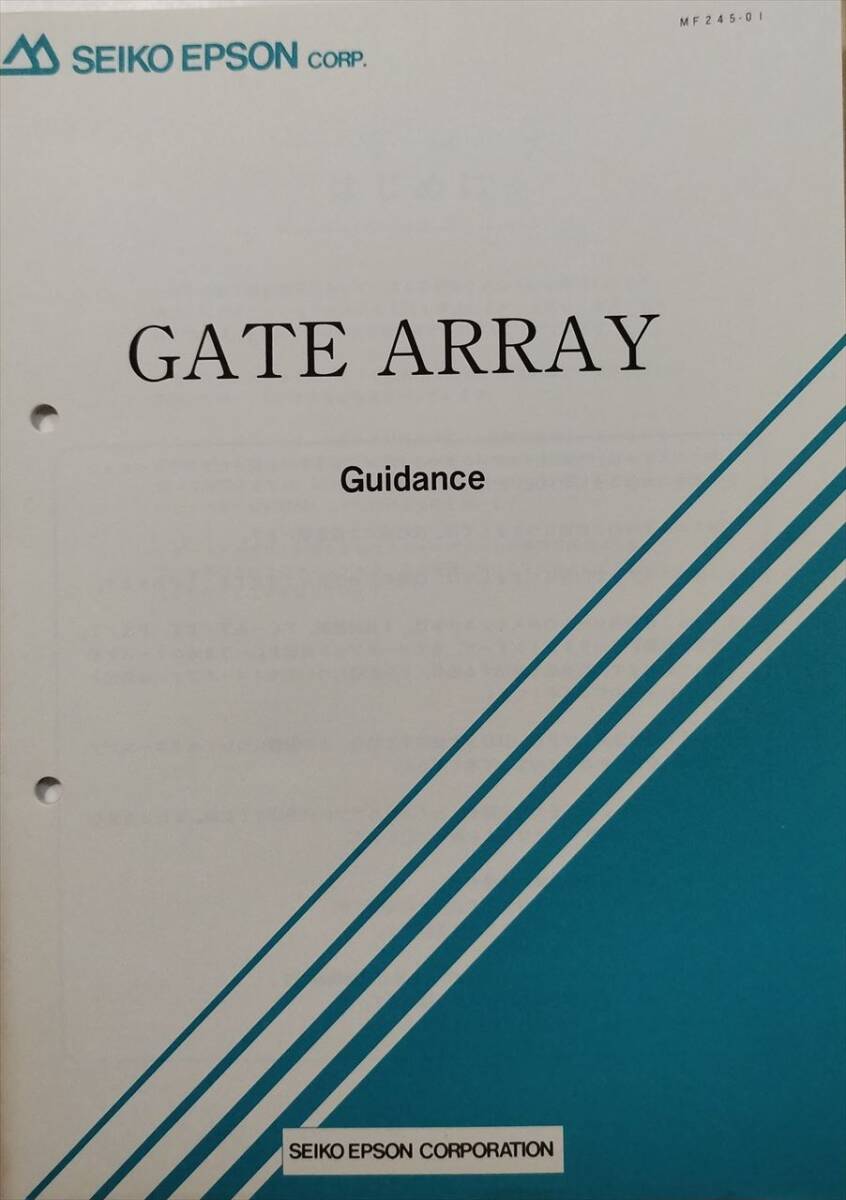 MF245-01
SEIKO EPSON CORP.
GATE ARRAY
Guidance
SEIKO EPSON CORPORATION